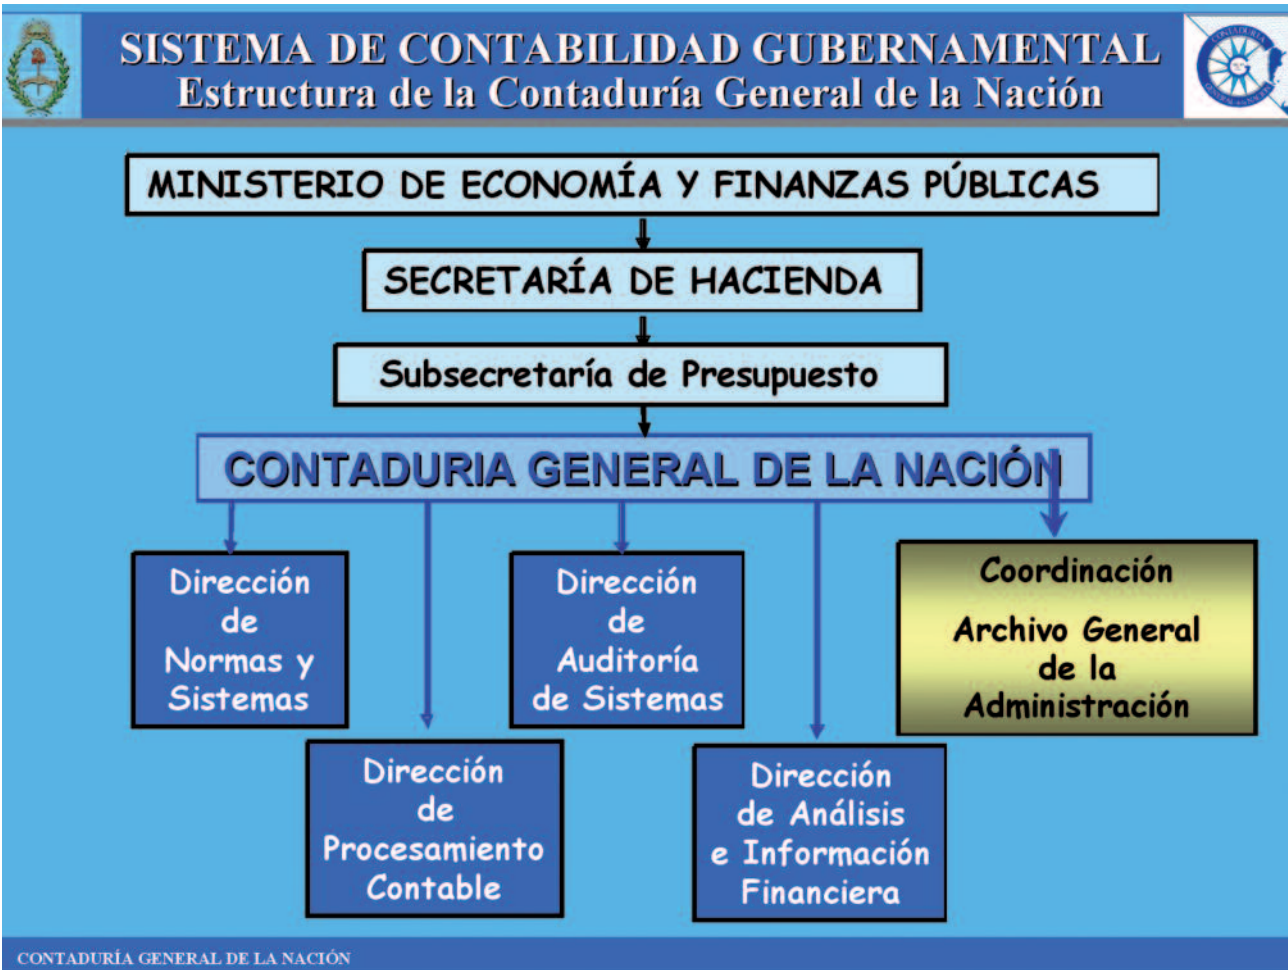 SISTEMA DE CONTABILIDAD GUBERNAMENTAL
Estructura de la Contaduría General de la Nación
CONTADURIA
MINISTERIO DE ECONOMÍA Y FINANZAS PÚBLICAS
SECRETARÍA DE HACIENDA
Subsecretaría de Presupuesto
CONTADURIA GENERAL DE LA NACIÓN
Dirección
de
Normas y
Sistemas
Dirección
de
Auditoría
de Sistemas
Coordinación
Archivo General
de la
Administración
Dirección
de
Procesamiento
Contable
Dirección
de Análisis
e Información
Financiera
CONTADURÍA GENERAL DE LA NACIÓN